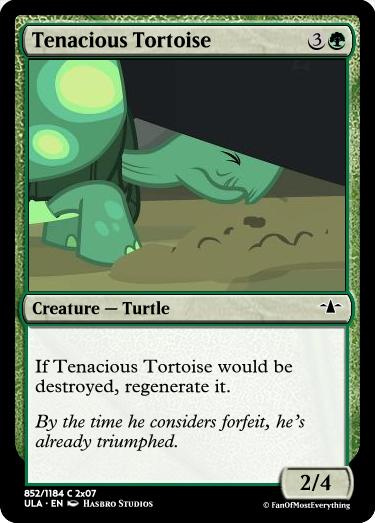 Tenacious Tortoise 3
Creature — Turtle
If Tenacious Tortoise would be
destroyed, regenerate it.
By the time he considers forfeit, he's
already triumphed.
2/4
852/1184 C 2x07
ULA • EN Hasbro Studios
© FanOfMostEverything